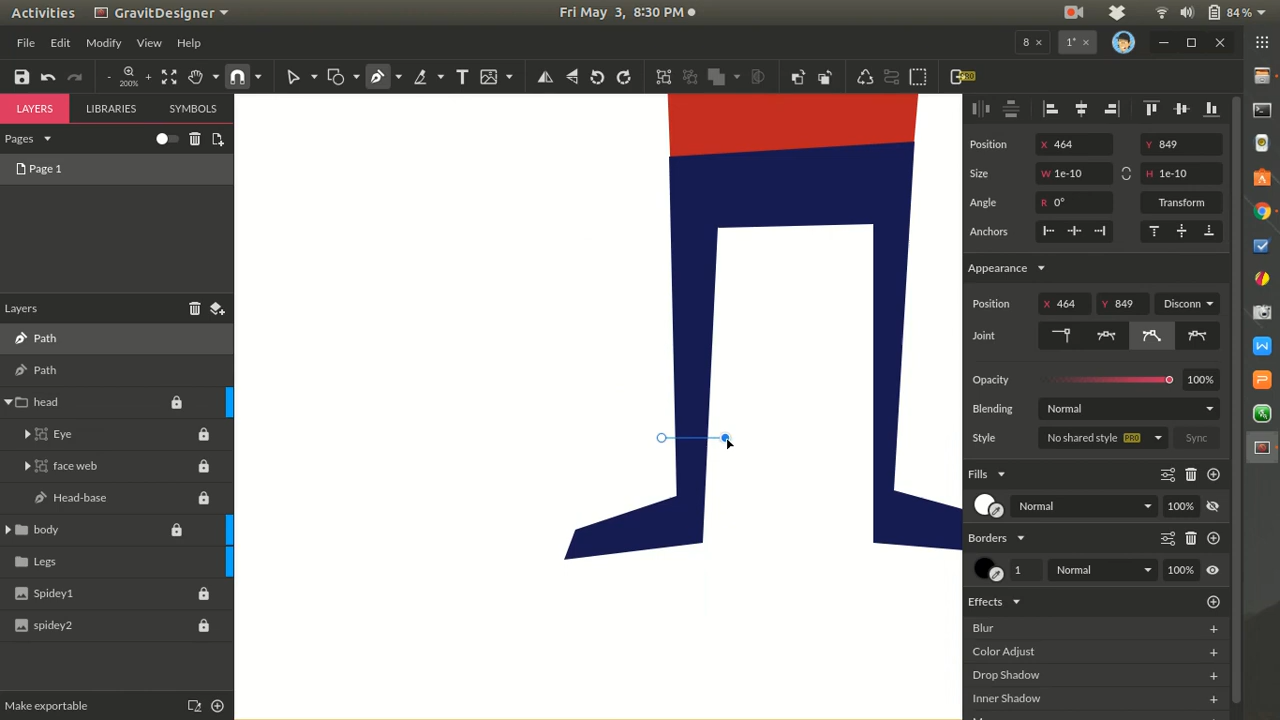 Activities GravitDesigner Fri May 3, 8:30 PM 84 %
File Edit Modify View Help 8 1*
200%
PRO
LAYERS LIBRARIES SYMBOLS
Pages
Page 1
Layers
Path
Path
head
Eye
face web
Head-base
body
Legs
Spidey1
spidey2
Make exportable
Position X 464 Y 849
Size W 1e-10 H 1e-10
Angle R 0° Transform
Anchors
Appearance
Position X 464 Y 849 Disconn
Joint
Opacity 100%
Blending Normal
Style No shared style PRO Sync
Fills
Normal 100%
Borders
1 Normal 100%
Effects
Blur
Color Adjust
Drop Shadow
Inner Shadow